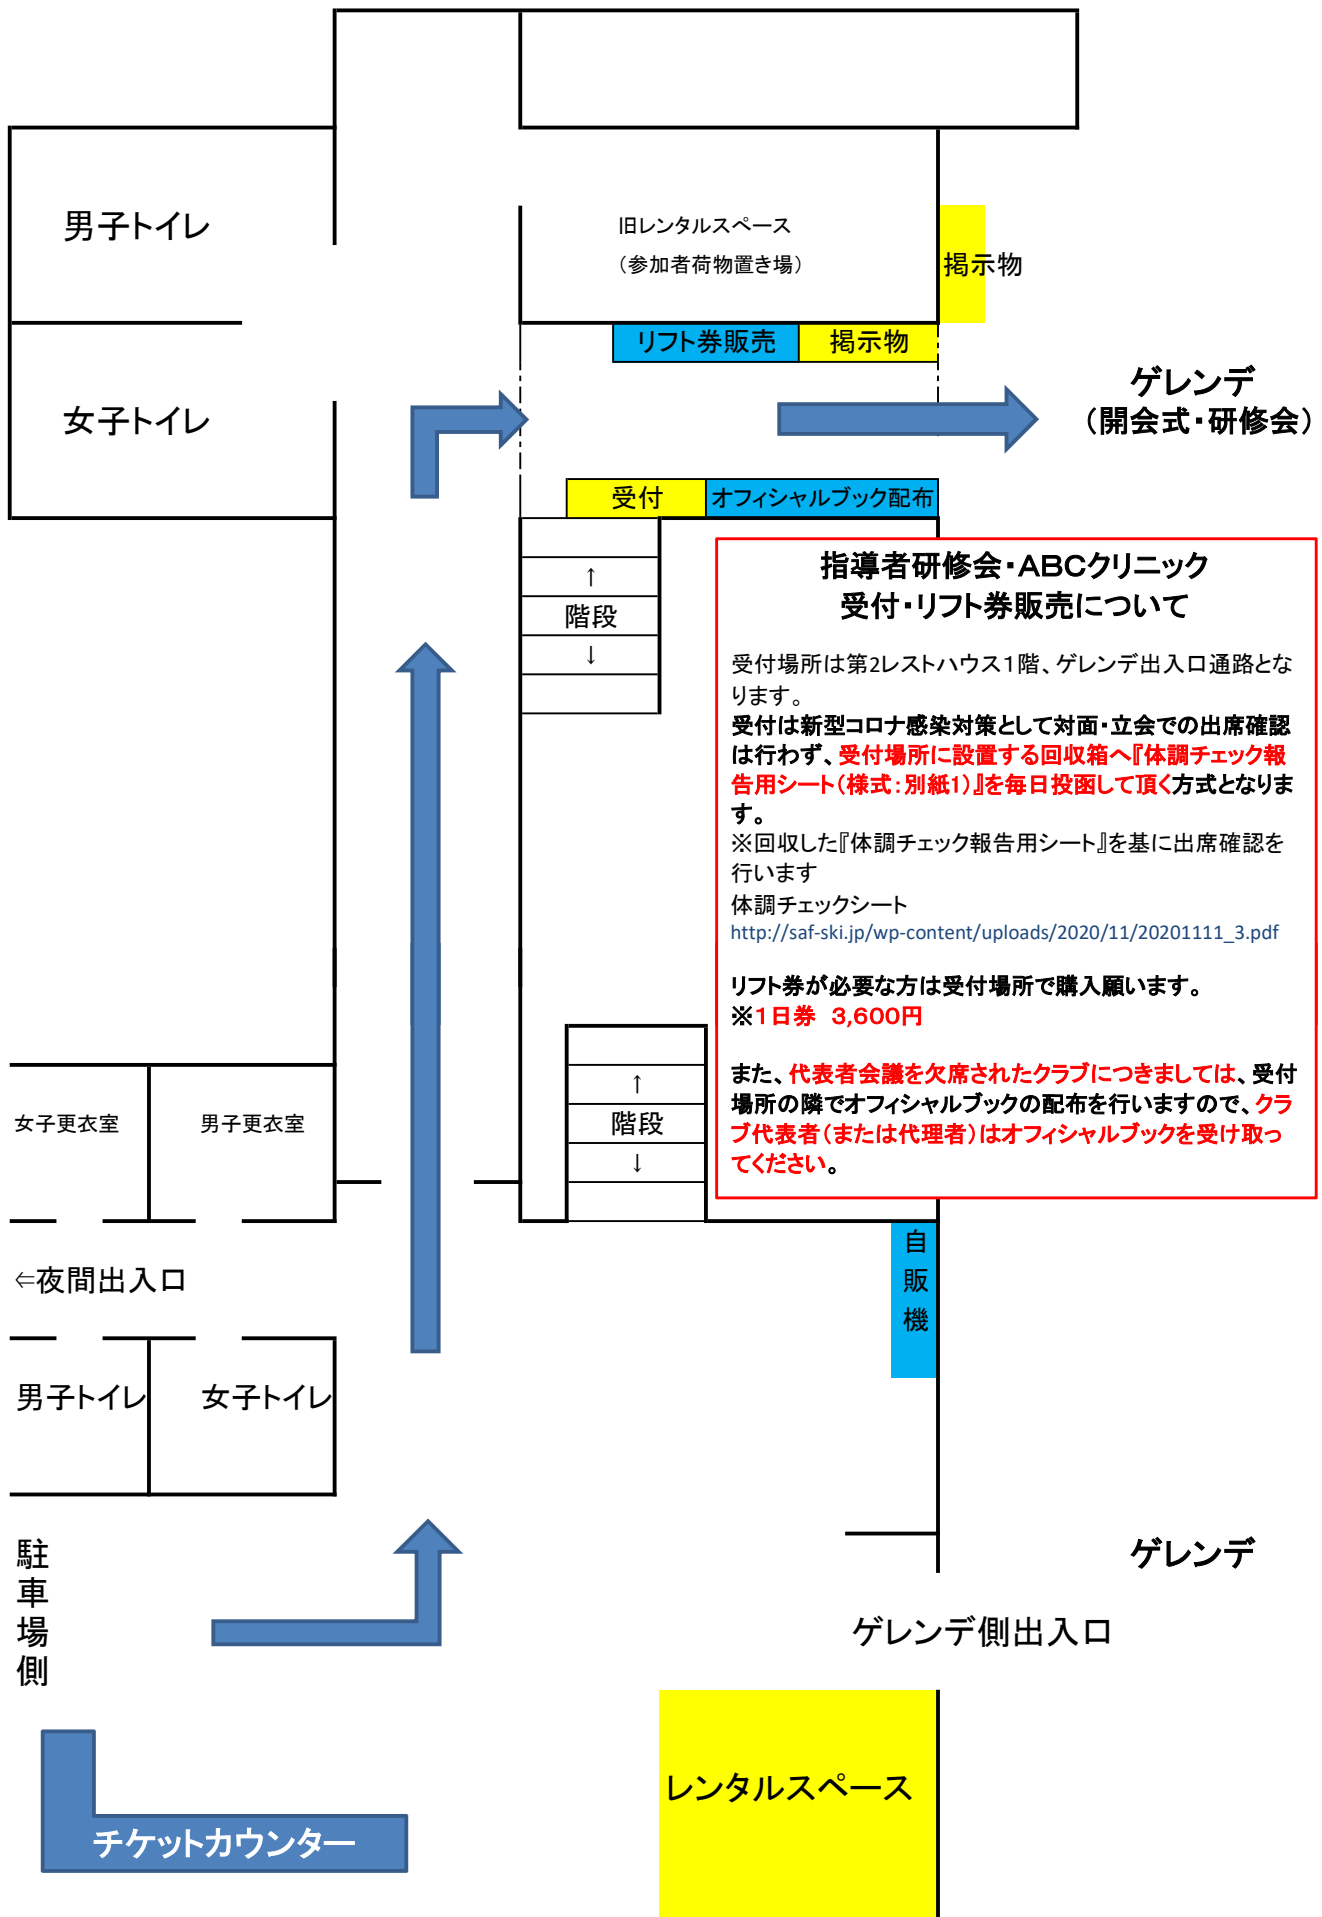 男子トイレ
旧レンタルスペース
（参加者荷物置き場）
掲示物
リフト券販売
掲示物
女子トイレ
ゲレンデ
（開会式・研修会）
受付
オフィシャルブック配布
↑
階段
↓
指導者研修会・ABCクリニック
受付・リフト券販売について
受付場所は第2レストハウス１階、ゲレンデ出入口通路とな
ります。
受付は新型コロナ感染対策として対面・立会での出席確認
は行わず、受付場所に設置する回収箱へ『体調チェック報
告用シート（様式：別紙1）』を毎日投函して頂く方式となりま
す。
※回収した『体調チェック報告用シート』を基に出席確認を
行います
体調チェックシート
http://saf-ski.jp/wp-content/uploads/2020/11/20201111_3.pdf
リフト券が必要な方は受付場所で購入願います。
※１日券　3,600円
また、代表者会議を欠席されたクラブにつきましては、受付
場所の隣でオフィシャルブックの配布を行いますので、クラ
ブ代表者（または代理者）はオフィシャルブックを受け取っ
てください。
↑
階段
↓
女子更衣室
男子更衣室
⇐夜間出入口
自販機
男子トイレ
女子トイレ
駐車場側
ゲレンデ
ゲレンデ側出入口
レンタルスペース
チケットカウンター